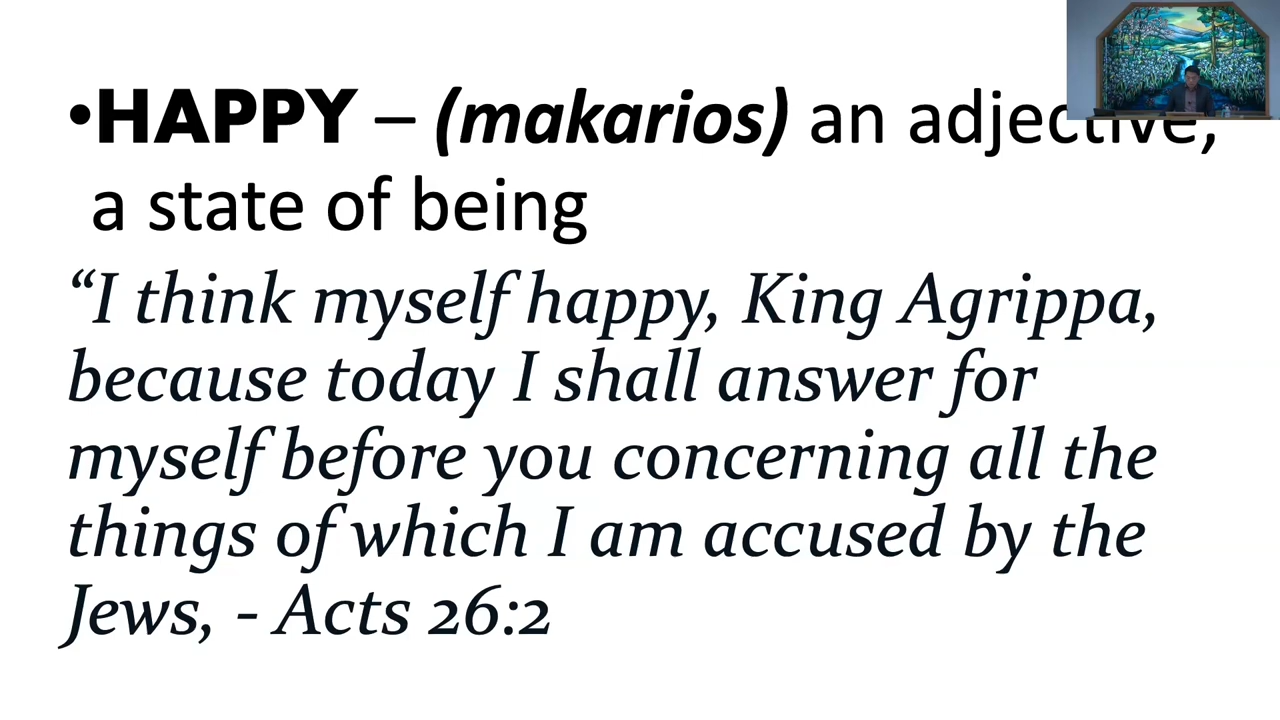 •HAPPY – (makarios) an adjective,
a state of being
“I think myself happy, King Agrippa,
because today I shall answer for
myself before you concerning all the
things of which I am accused by the
Jews, - Acts 26:2